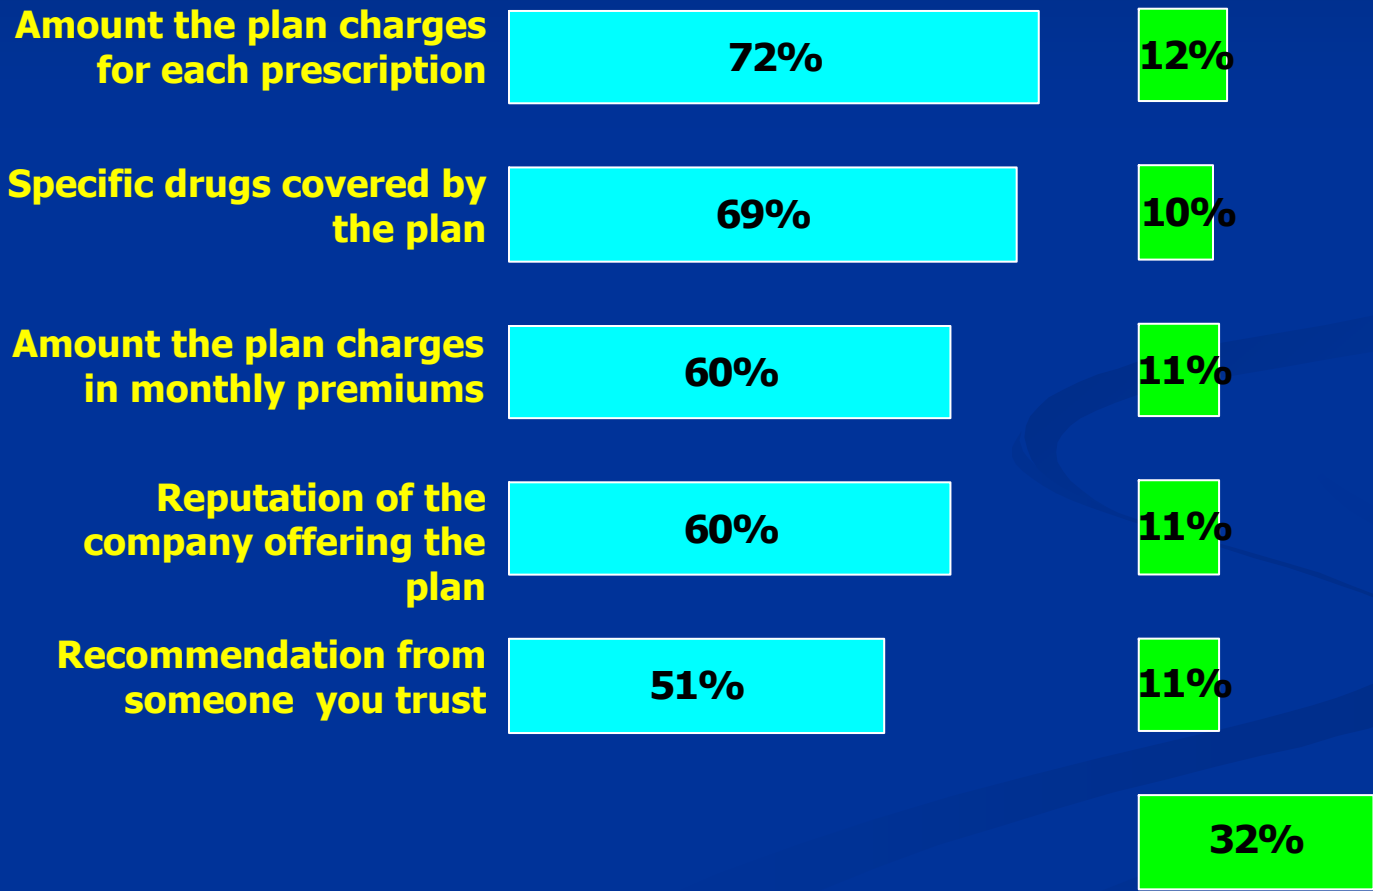 Amount the plan charges
for each prescription
72%
12%
Specific drugs covered by
the plan
69%
10%
Amount the plan charges
in monthly premiums
60%
11%
Reputation of the
company offering the
plan
60%
11%
Recommendation from
someone  you trust
51%
11%
32%